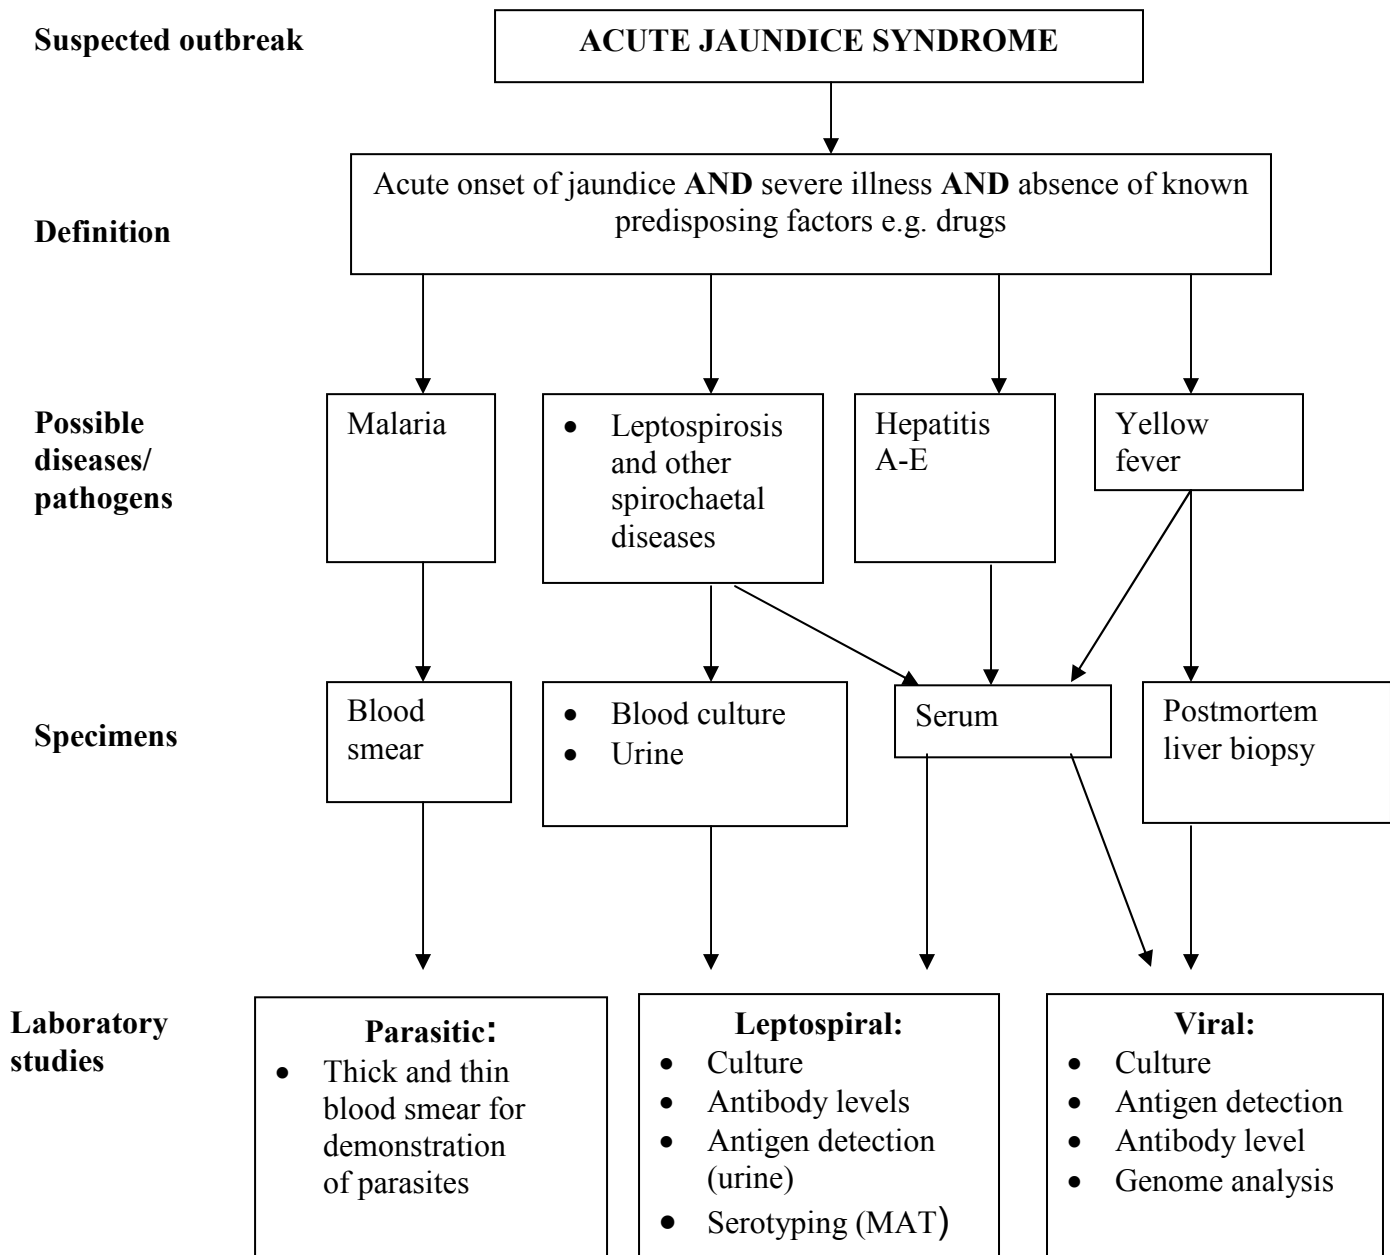 Suspected outbreak
ACUTE JAUNDICE SYNDROME
Definition
Acute onset of jaundice AND severe illness AND absence of known
predisposing factors e.g. drugs
Possible
diseases/
pathogens
Malaria
• Leptospirosis
and other
spirochaetal
diseases
Hepatitis
A-E
Yellow
fever
Specimens
Blood
smear
• Blood culture
• Urine
Serum
Postmortem
liver biopsy
Laboratory
studies
Parasitic:
• Thick and thin
blood smear for
demonstration
of parasites
Leptospiral:
• Culture
• Antibody levels
• Antigen detection
(urine)
• Serotyping (MAT)
Viral:
• Culture
• Antigen detection
• Antibody level
• Genome analysis